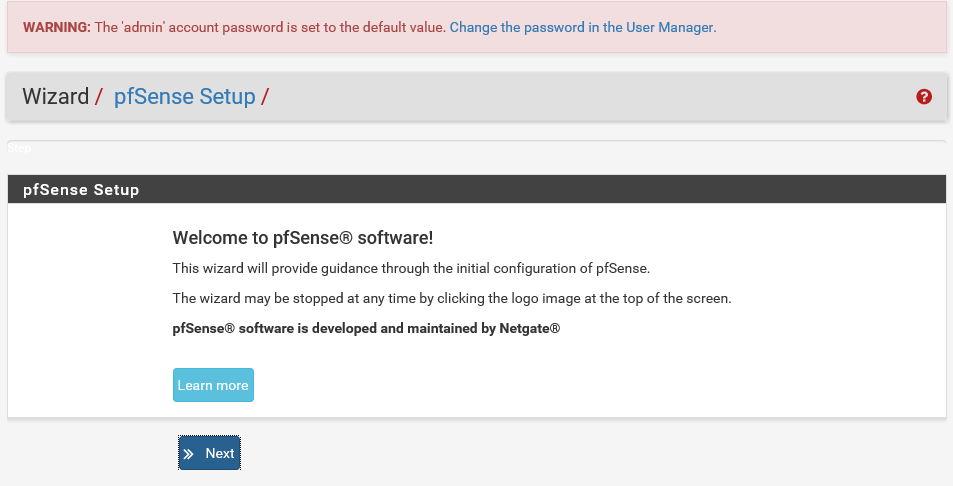 WARNING: The 'admin' account password is set to the default value. Change the password in the User Manager.
Wizard / pfSense Setup /
Step
pfSense Setup
Welcome to pfSense® software!
This wizard will provide guidance through the initial configuration of pfSense.
The wizard may be stopped at any time by clicking the logo image at the top of the screen.
pfSense® software is developed and maintained by Netgate®
Learn more
Next